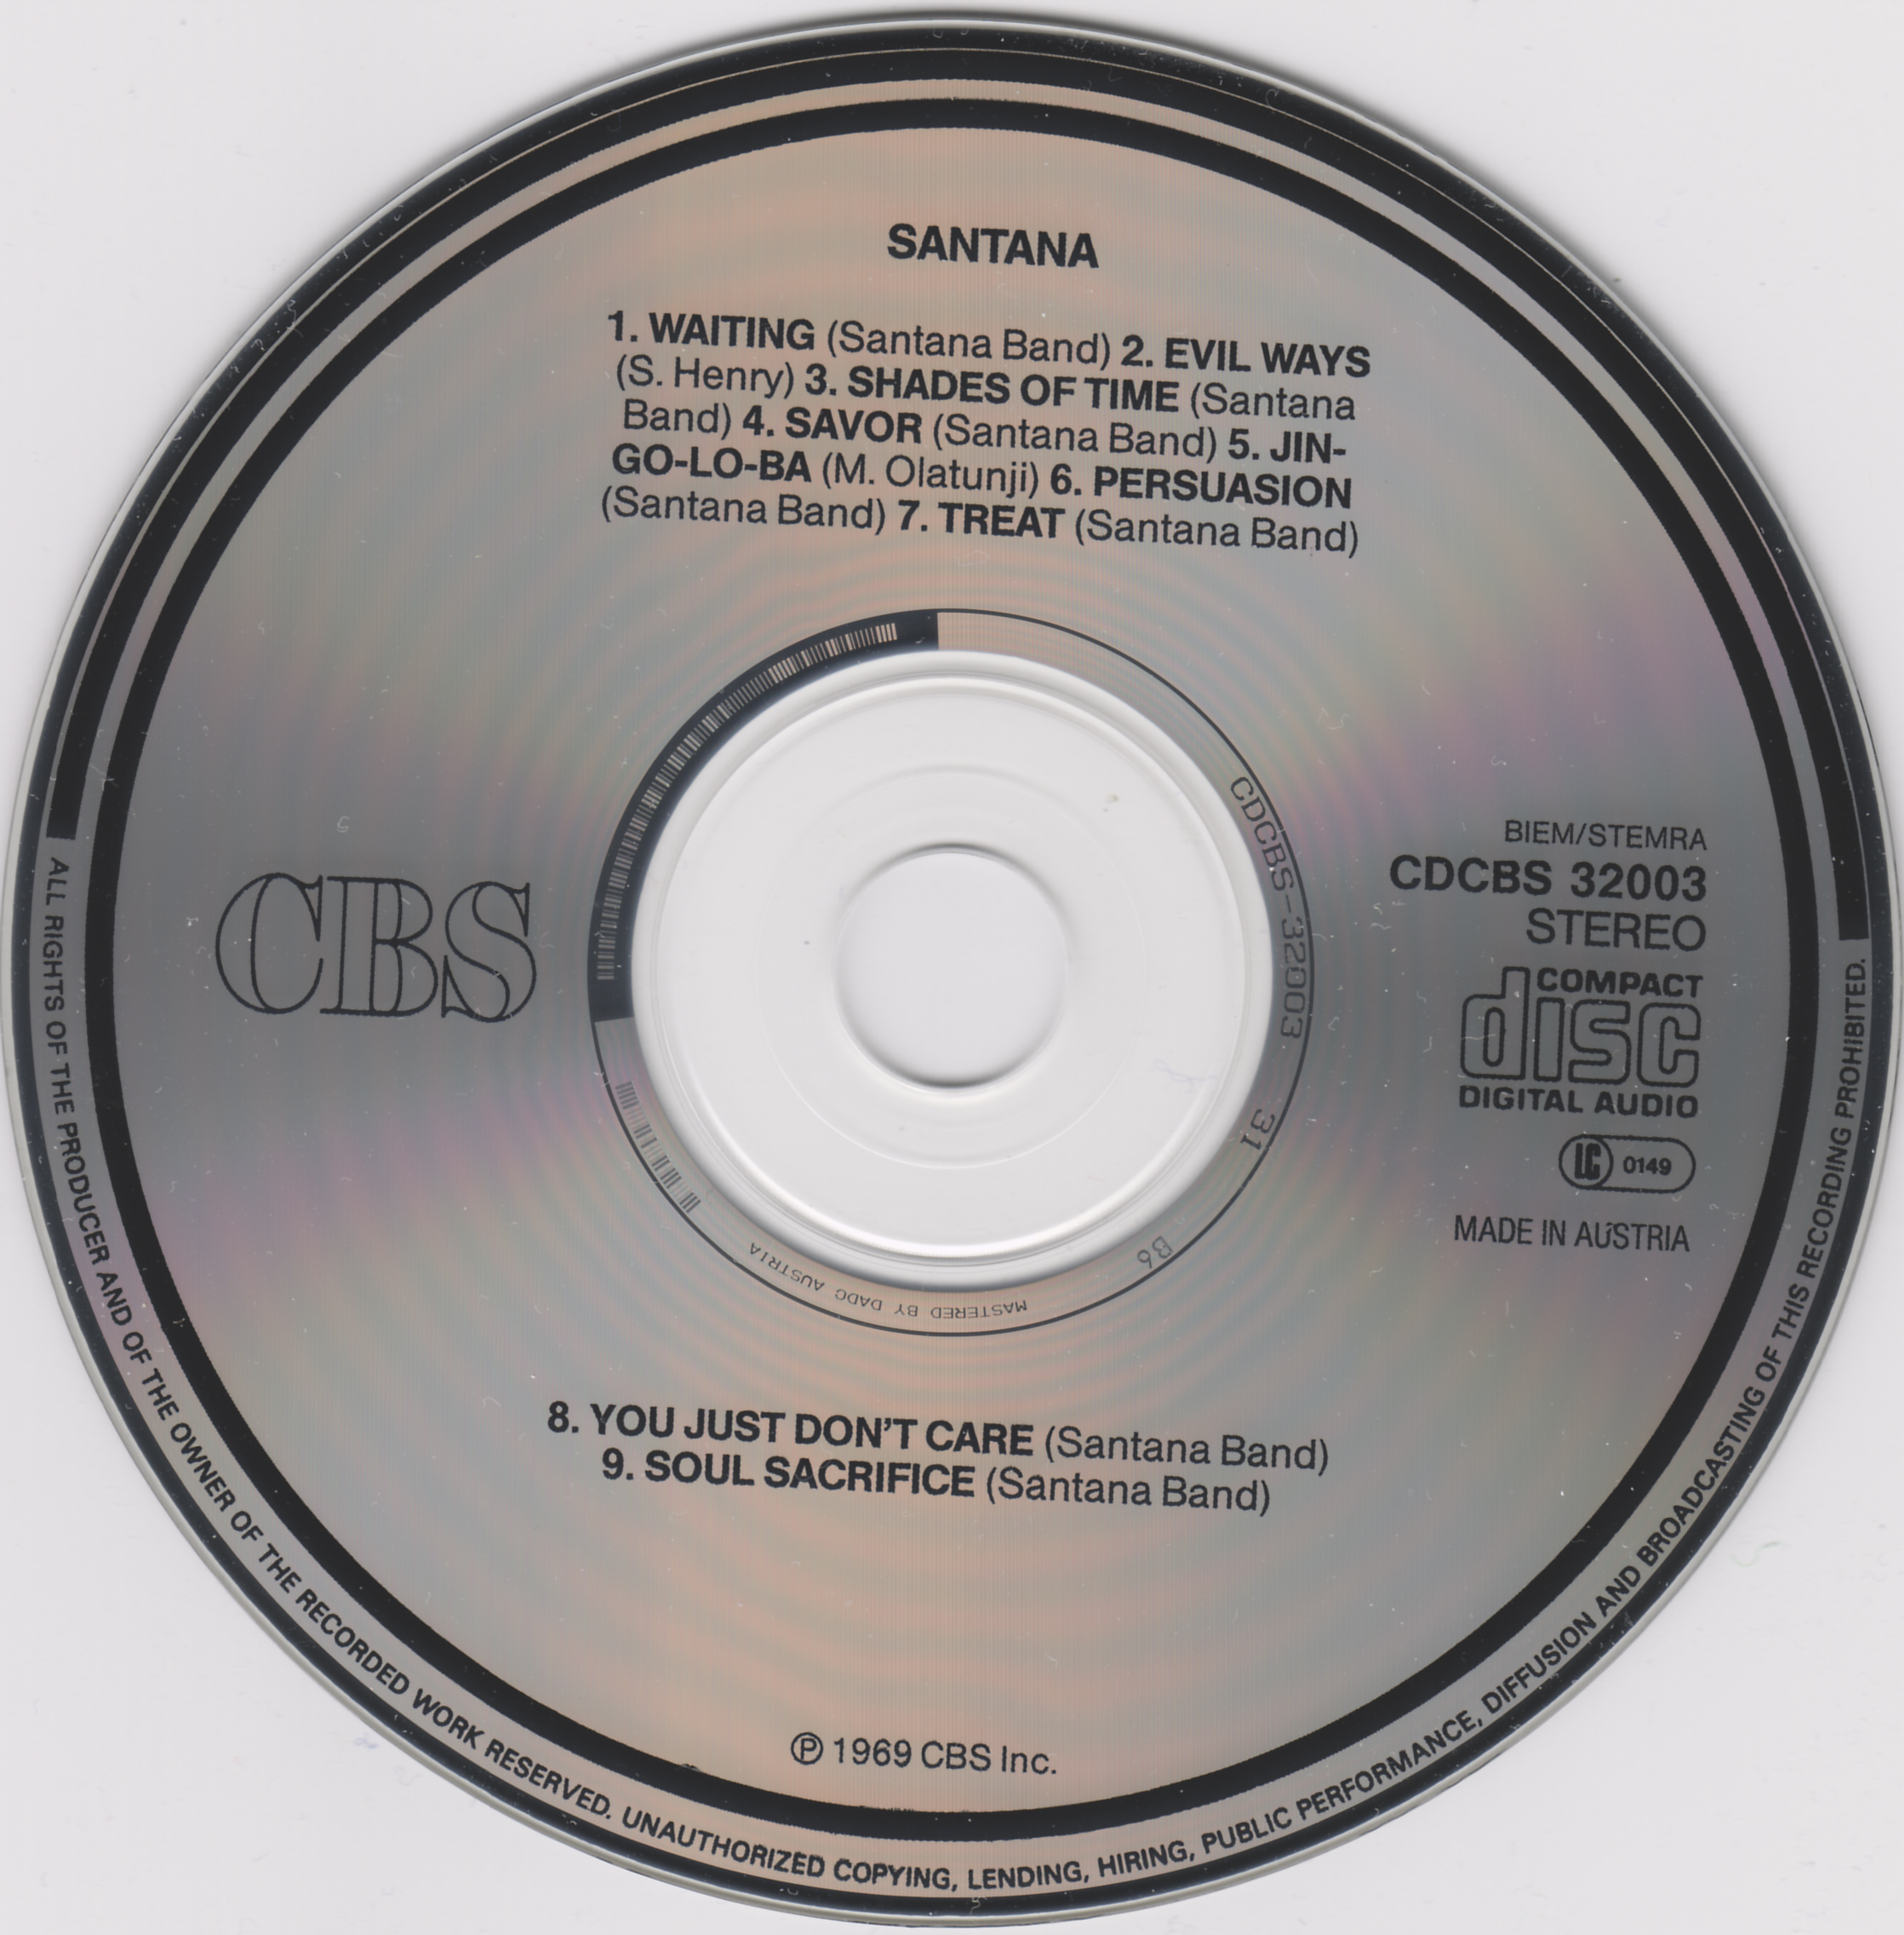 SANTANA
1. WAITING (Santana Band) 2. EVIL WAYS
(S. Henry) 3. SHADES OF TIME (Santana
Band) 4. SAVOR (Santana Band) 5. JIN-
GO-LO-BA (M. Olatunji) 6. PERSUASION
(Santana Band) 7. TREAT (Santana Band)
CBS
CDCBS-32003 31 B6
MASTERED BY DADC AUSTRIA
BIEM/STEMRA
CDCBS 32003
STEREO
COMPACT
disc
DIGITAL AUDIO
LC 0149
MADE IN AUSTRIA
8. YOU JUST DON'T CARE (Santana Band)
9. SOUL SACRIFICE (Santana Band)
℗ 1969 CBS Inc.
ALL RIGHTS OF THE PRODUCER AND OF THE OWNER OF THE RECORDED WORK RESERVED. UNAUTHORIZED COPYING, LENDING, HIRING, PUBLIC PERFORMANCE, DIFFUSION AND BROADCASTING OF THIS RECORDING PROHIBITED.